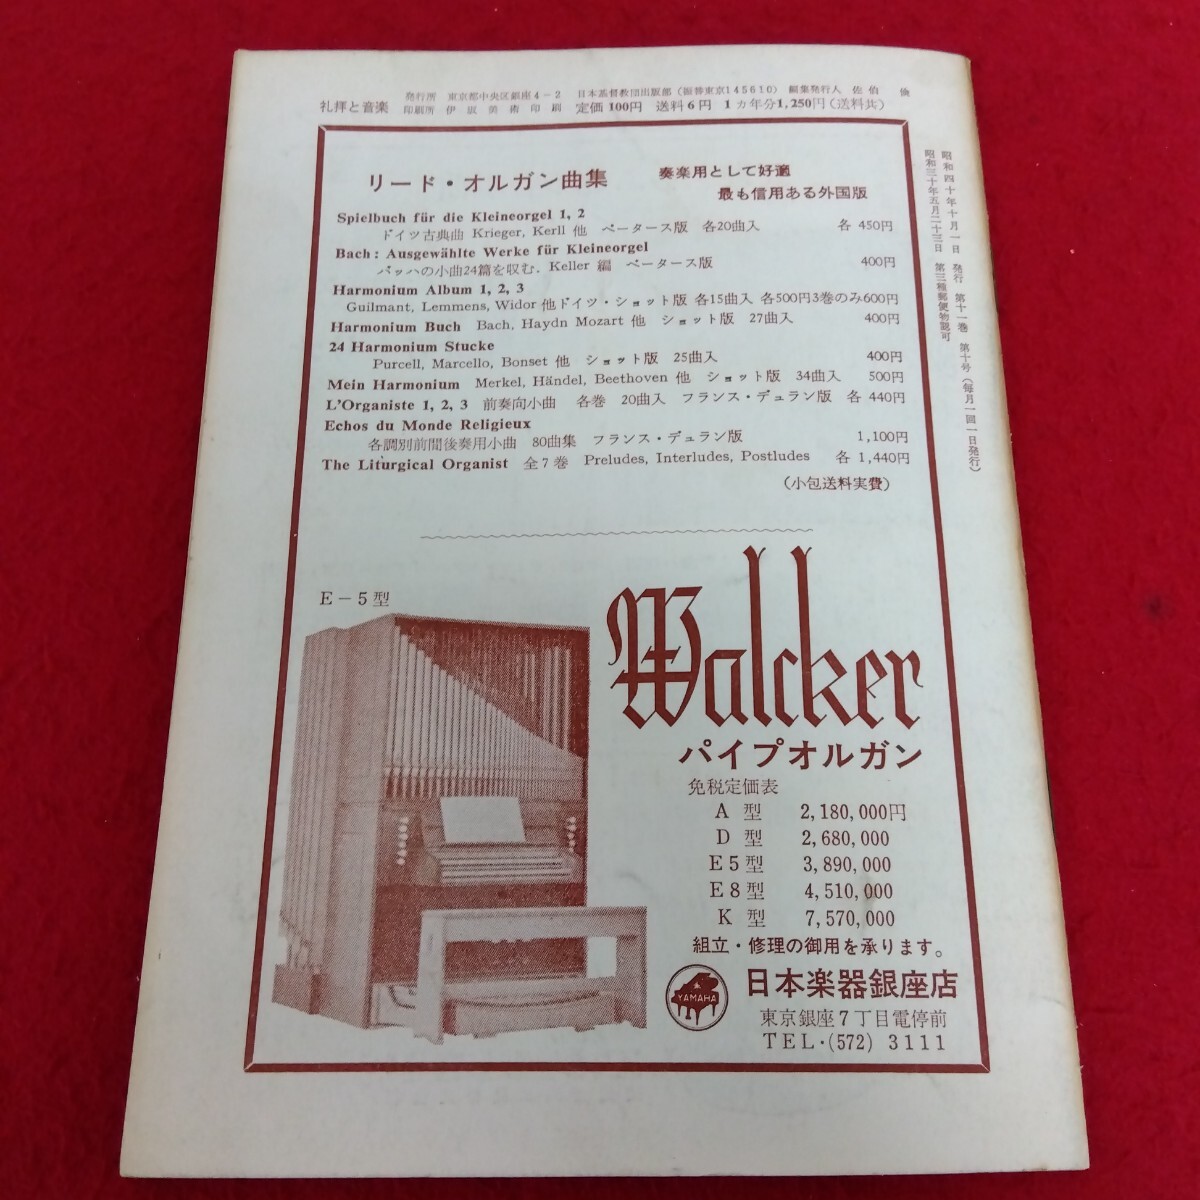 発行所 東京都中央区銀座4-2 日本基督教団出版部（振替東京145610）編集発行人 佐伯 倹
礼拝と音楽 印刷所 伊坂美術印刷 定価100円 送料6円 1カ年分1,250円（送料共）
昭和四十年十月一日 発行 第十一巻 第十号（毎月一回一日発行）
昭和三十年五月二十三日 第三種郵便物認可
リード・オルガン曲集 奏楽用として好適
最も信用ある外国版
Spielbuch für die Kleineorgel 1, 2
ドイツ古典曲 Krieger, Kerll 他 ペータース版 各20曲入 各 450円
Bach: Ausgewählte Werke für Kleineorgel
バッハの小曲24篇を収む. Keller 編 ペータース版 400円
Harmonium Album 1, 2, 3
Guilmant, Lemmens, Widor 他ドイツ・ショット版 各15曲入 各500円3巻のみ600円
Harmonium Buch Bach, Haydn Mozart 他 ショット版 27曲入 400円
24 Harmonium Stucke
Purcell, Marcello, Bonset 他 ショット版 25曲入 400円
Mein Harmonium Merkel, Händel, Beethoven 他 ショット版 34曲入 500円
L'Organiste 1, 2, 3 前奏向小曲 各巻 20曲入 フランス・デュラン版 各 440円
Echos du Monde Religieux
各調別前間後奏用小曲 80曲集 フランス・デュラン版 1,100円
The Liturgical Organist 全7巻 Preludes, Interludes, Postludes 各 1,440円
（小包送料実費）
E-5型
Walcker
パイプオルガン
免税定価表
A 型 2,180,000円
D 型 2,680,000
E5型 3,890,000
E8型 4,510,000
K 型 7,570,000
組立・修理の御用を承ります。
YAMAHA
日本楽器銀座店
東京銀座7丁目電停前
TEL・(572) 3111